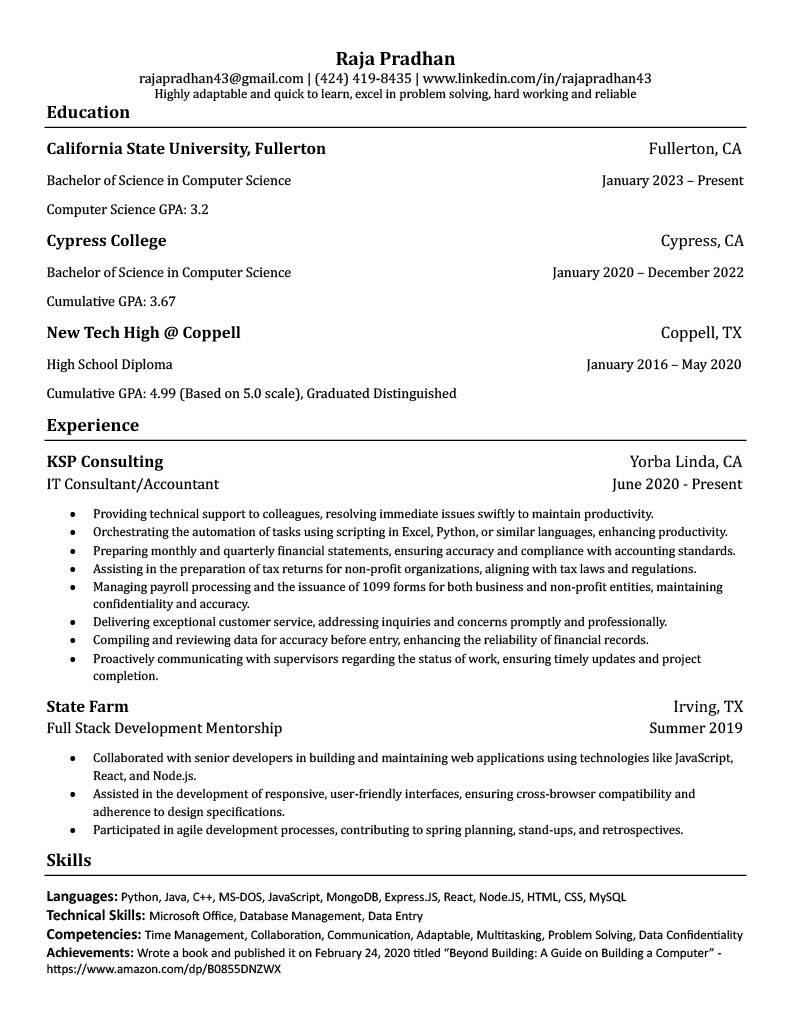 Raja Pradhan
rajapradhan43@gmail.com | (424) 419-8435 | www.linkedin.com/in/rajapradhan43
Highly adaptable and quick to learn, excel in problem solving, hard working and reliable
Education
California State University, Fullerton Fullerton, CA
Bachelor of Science in Computer Science January 2023 – Present
Computer Science GPA: 3.2
Cypress College Cypress, CA
Bachelor of Science in Computer Science January 2020 – December 2022
Cumulative GPA: 3.67
New Tech High @ Coppell Coppell, TX
High School Diploma January 2016 – May 2020
Cumulative GPA: 4.99 (Based on 5.0 scale), Graduated Distinguished
Experience
KSP Consulting Yorba Linda, CA
IT Consultant/Accountant June 2020 - Present
• Providing technical support to colleagues, resolving immediate issues swiftly to maintain productivity.
• Orchestrating the automation of tasks using scripting in Excel, Python, or similar languages, enhancing productivity.
• Preparing monthly and quarterly financial statements, ensuring accuracy and compliance with accounting standards.
• Assisting in the preparation of tax returns for non-profit organizations, aligning with tax laws and regulations.
• Managing payroll processing and the issuance of 1099 forms for both business and non-profit entities, maintaining
confidentiality and accuracy.
• Delivering exceptional customer service, addressing inquiries and concerns promptly and professionally.
• Compiling and reviewing data for accuracy before entry, enhancing the reliability of financial records.
• Proactively communicating with supervisors regarding the status of work, ensuring timely updates and project
completion.
State Farm Irving, TX
Full Stack Development Mentorship Summer 2019
• Collaborated with senior developers in building and maintaining web applications using technologies like JavaScript,
React, and Node.js.
• Assisted in the development of responsive, user-friendly interfaces, ensuring cross-browser compatibility and
adherence to design specifications.
• Participated in agile development processes, contributing to spring planning, stand-ups, and retrospectives.
Skills
Languages: Python, Java, C++, MS-DOS, JavaScript, MongoDB, Express.JS, React, Node.JS, HTML, CSS, MySQL
Technical Skills: Microsoft Office, Database Management, Data Entry
Competencies: Time Management, Collaboration, Communication, Adaptable, Multitasking, Problem Solving, Data Confidentiality
Achievements: Wrote a book and published it on February 24, 2020 titled “Beyond Building: A Guide on Building a Computer” -
https://www.amazon.com/dp/B0855DNZWX